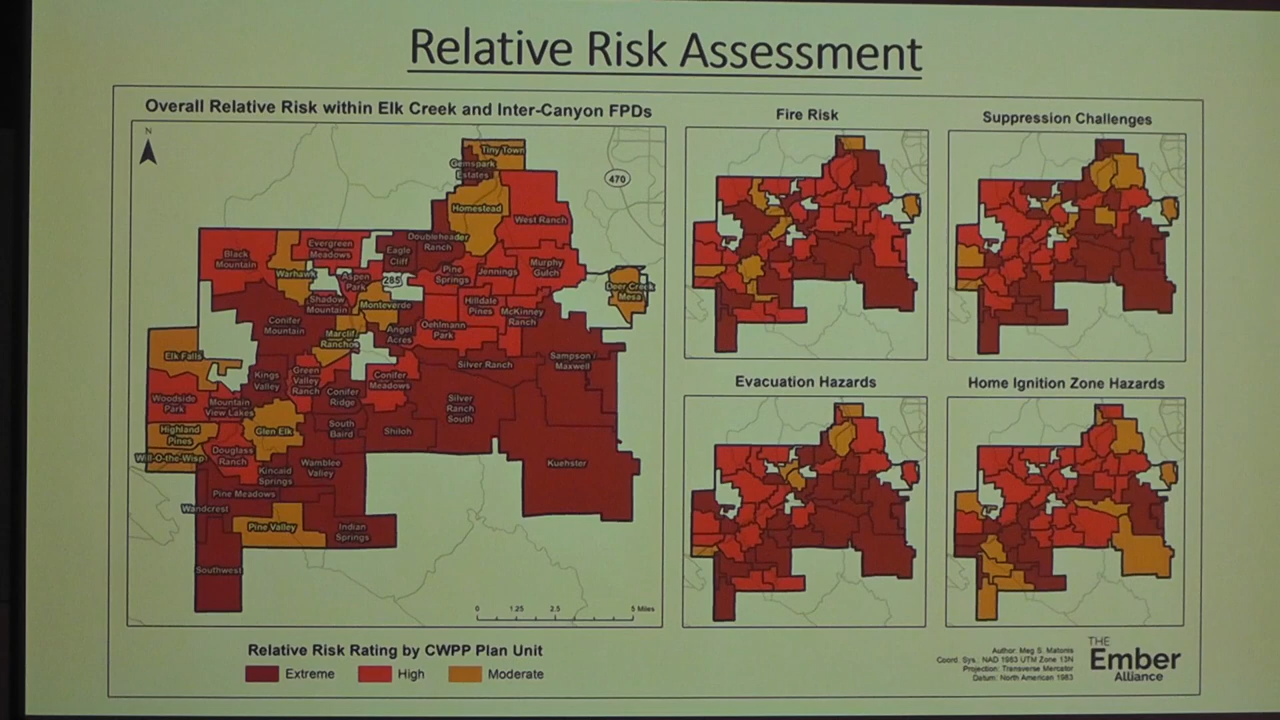 Relative Risk Assessment
Overall Relative Risk within Elk Creek and Inter-Canyon FPDs
N
Tiny Town
Gemspark
Estates
470
Homestead
West Ranch
Doubleheader
Ranch
Black
Mountain
Evergreen
Meadows
Eagle
Cliff
Warhawk
Aspen
Park
285
Pine
Springs
Jennings
Murphy
Gulch
Deer Creek
Mesa
Shadow
Mountain
Monteverde
Hilldale
Pines
McKinney
Ranch
Conifer
Mountain
Marclif
Ranchos
Angel
Acres
Oehlmann
Park
Elk Falls
Silver Ranch
Sampson
Maxwell
Kings
Valley
Green
Valley
Ranch
Conifer
Meadows
Woodside
Park
Mountain
View Lakes
Conifer
Ridge
Silver
Ranch
South
Highland
Pines
Glen Elk
South
Baird
Shiloh
Will-O-the-Wisp
Douglass
Ranch
Kincaid
Springs
Wamble
Valley
Kuehster
Pine Meadows
Wandcrest
Pine Valley
Indian
Springs
Southwest
0 1.25 2.5 5 Miles
Fire Risk
Suppression Challenges
Evacuation Hazards
Home Ignition Zone Hazards
Relative Risk Rating by CWPP Plan Unit
Extreme High Moderate
Author: Meg S. Matonis
Coord. Sys.: NAD 1983 UTM Zone 13N
Projection: Transverse Mercator
Datum: North American 1983
THE
Ember
Alliance